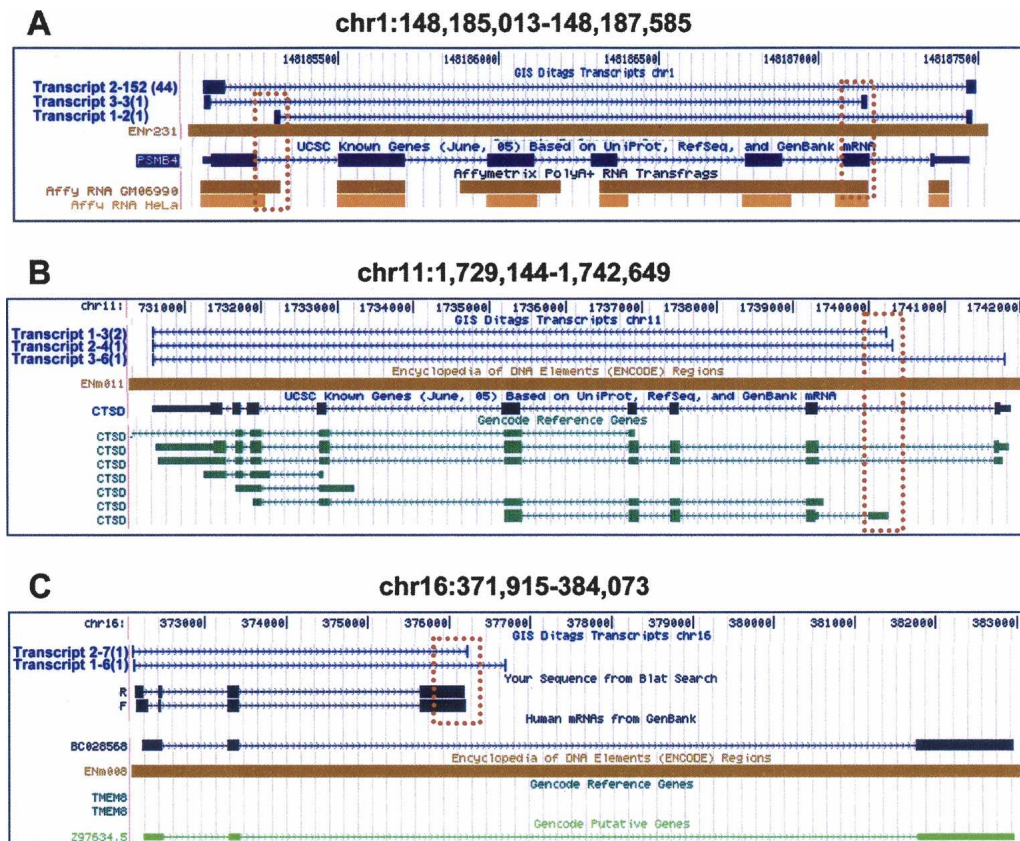 A
chr1:148,185,013-148,187,585
148185500| 148186000| 148186500| 148187000| 148187500|
GIS Ditags Transcripts chr1
Transcript 2-152 (44)
Transcript 3-3(1)
Transcript 1-2(1)
ENr231
UCSC Known Genes (June, 05) Based on UniProt, RefSeq, and GenBank mRNA
PSMB4
Affymetrix PolyA+ RNA Transfrags
Affy RNA GM06990
Affy RNA HeLa
B
chr11:1,729,144-1,742,649
chr11: 731000| 1732000| 1733000| 1734000| 1735000| 1736000| 1737000| 1738000| 1739000| 1740000| 1741000| 1742000|
GIS Ditags Transcripts chr11
Transcript 1-3(2)
Transcript 2-4(1)
Transcript 3-6(1)
Encyclopedia of DNA Elements (ENCODE) Regions
ENm011
UCSC Known Genes (June, 05) Based on UniProt, RefSeq, and GenBank mRNA
CTSD
Gencode Reference Genes
CTSD
CTSD
CTSD
CTSD
CTSD
CTSD
CTSD
C
chr16:371,915-384,073
chr16: 373000| 374000| 375000| 376000| 377000| 378000| 379000| 380000| 381000| 382000| 383000|
GIS Ditags Transcripts chr16
Transcript 2-7(1)
Transcript 1-6(1)
Your Sequence from Blat Search
R
F
Human mRNAs from GenBank
BC028568
Encyclopedia of DNA Elements (ENCODE) Regions
ENm008
Gencode Reference Genes
TMEM8
TMEM8
Gencode Putative Genes
Z97634.5